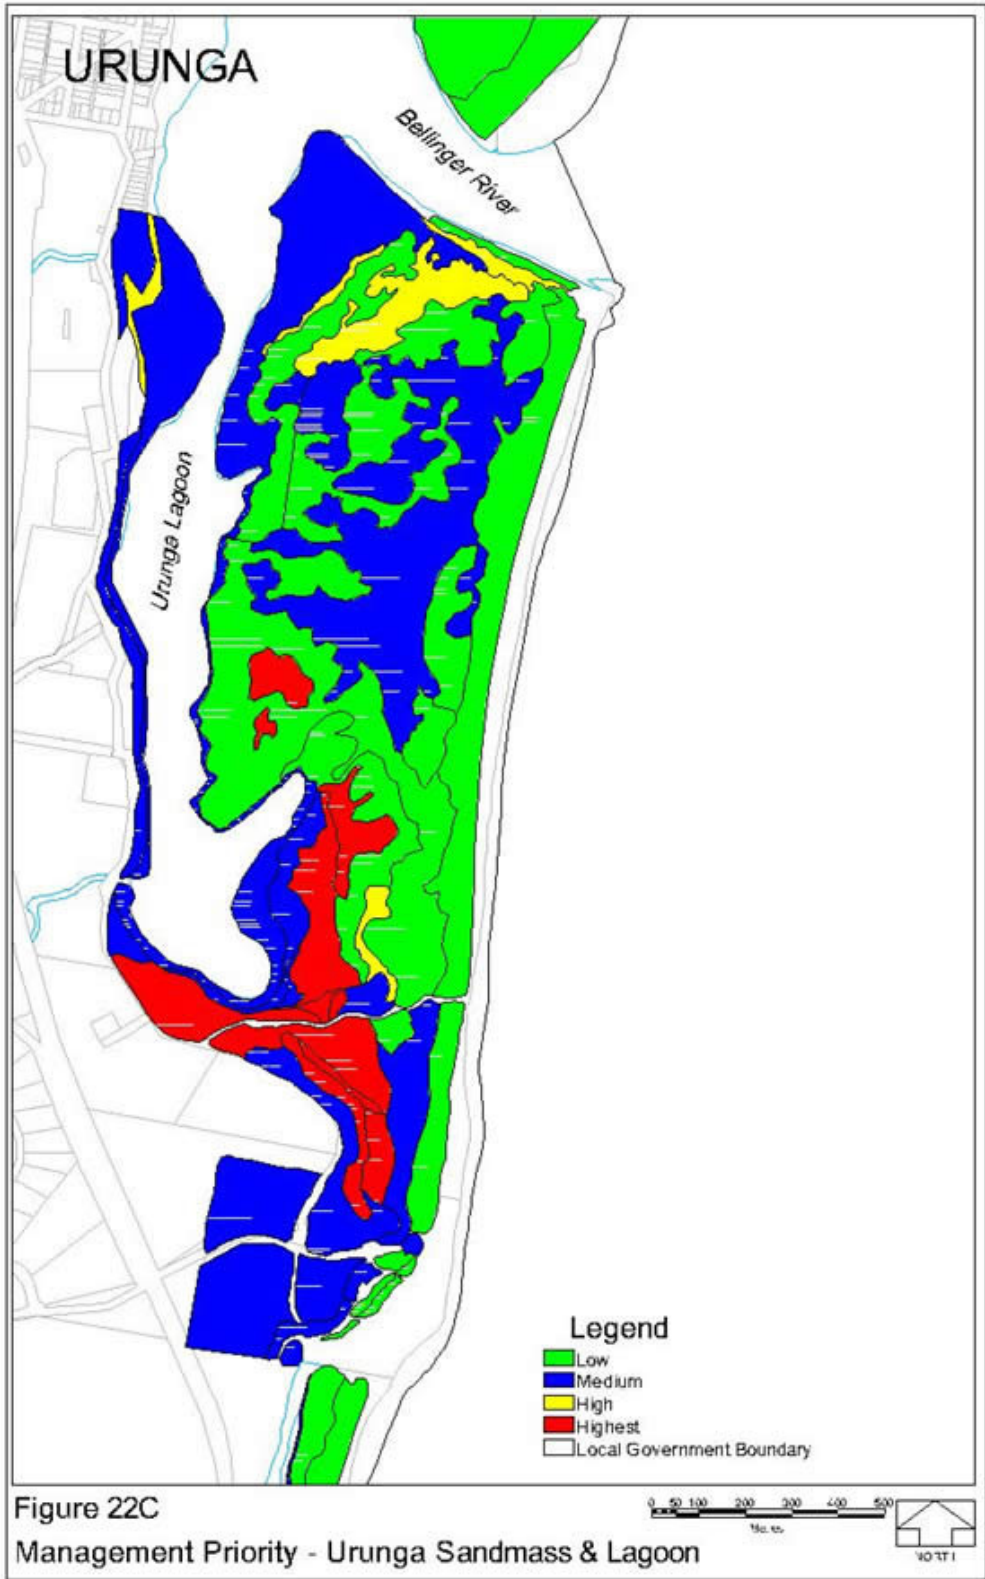 URUNGA
Bellinger River
Urunga Lagoon
Legend
Low
Medium
High
Highest
Local Government Boundary
Figure 22C
0 50 100 200 300 400 500
Management Priority - Urunga Sandmass & Lagoon
NORTH